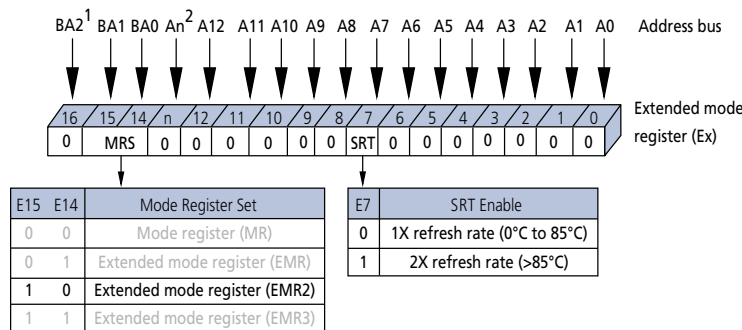 BA2¹ BA1 BA0 An² A12 A11 A10 A9 A8 A7 A6 A5 A4 A3 A2 A1 A0 Address bus
16 15 14 n 12 11 10 9 8 7 6 5 4 3 2 1 0 Extended mode
0 MRS 0 0 0 0 0 0 SRT 0 0 0 0 0 0 0 register (Ex)
E15 E14 Mode Register Set
0 0 Mode register (MR)
0 1 Extended mode register (EMR)
1 0 Extended mode register (EMR2)
1 1 Extended mode register (EMR3)
E7 SRT Enable
0 1X refresh rate (0°C to 85°C)
1 2X refresh rate (>85°C)